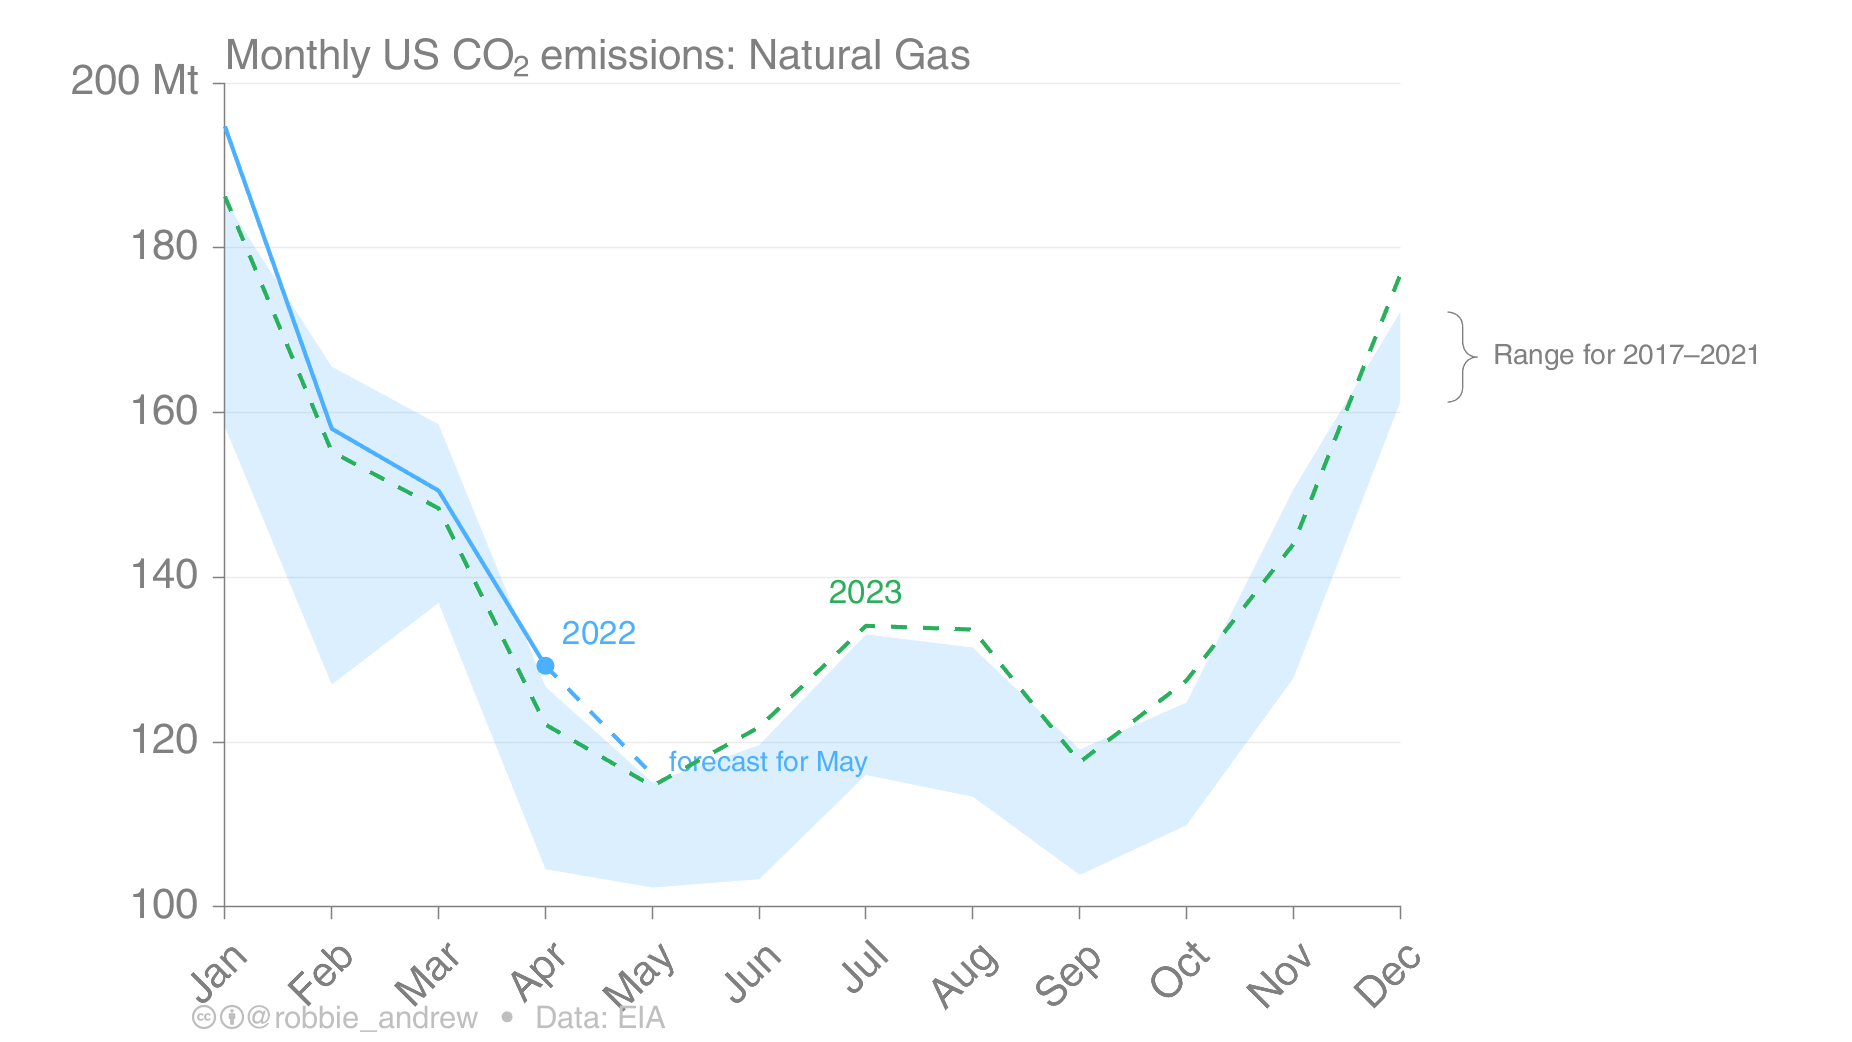 Monthly US CO₂ emissions: Natural Gas
200 Mt
180
160
140
120
100
Range for 2017–2021
2023
2022
forecast for May
Jan Feb Mar Apr May Jun Jul Aug Sep Oct Nov Dec
@robbie_andrew • Data: EIA